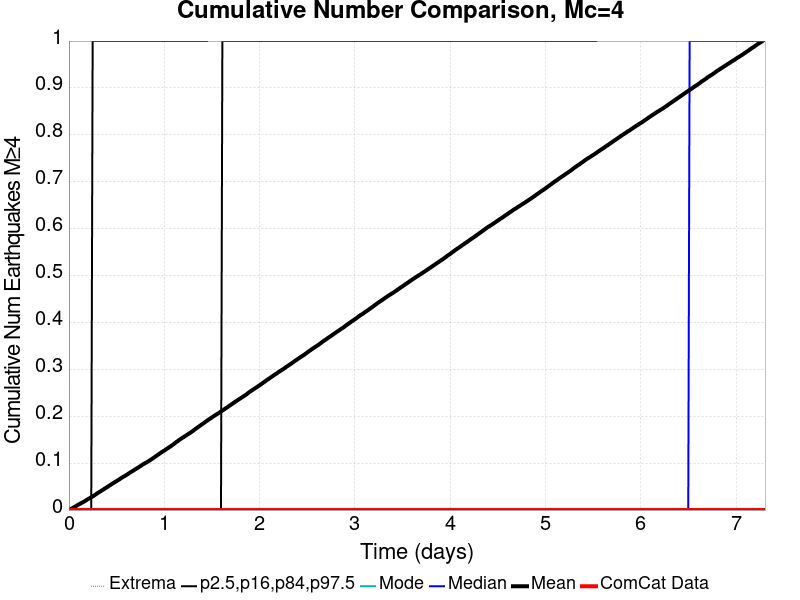 Cumulative Number Comparison, Mc=4
Cumulative Num Earthquakes M≥4
1
0.9
0.8
0.7
0.6
0.5
0.4
0.3
0.2
0.1
0
0 1 2 3 4 5 6 7
Time (days)
Extrema p2.5,p16,p84,p97.5 Mode Median Mean ComCat Data